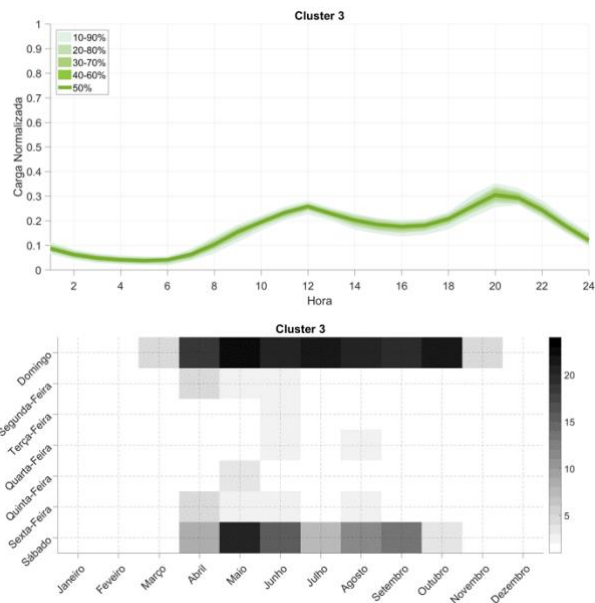 Cluster 3
1
0.9
0.8
0.7
0.6
0.5
0.4
0.3
0.2
0.1
0
Carga Normalizada
10-90%
20-80%
30-70%
40-60%
50%
2 4 6 8 10 12 14 16 18 20 22 24
Hora
Cluster 3
Domingo
Segunda-Feira
Terça-Feira
Quarta-Feira
Quinta-Feira
Sexta-Feira
Sábado
20
15
10
5
Janeiro Feveiro Março Abril Maio Junho Julho Agosto Setembro Outubro Novembro Dezembro